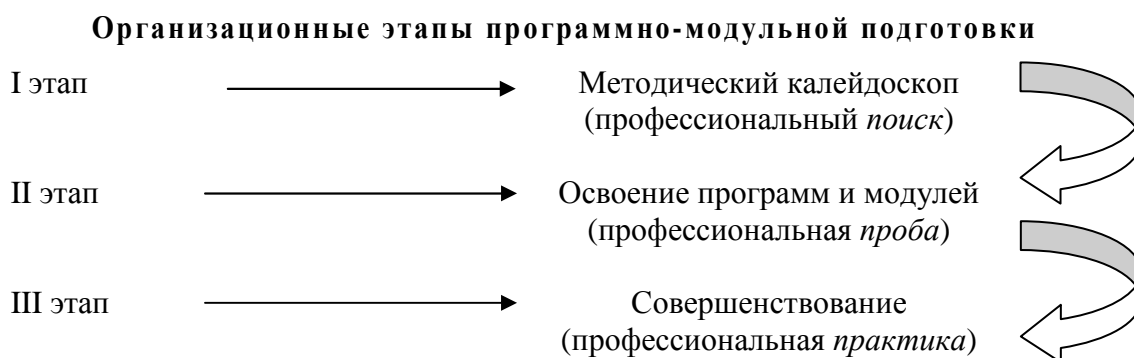 Организационные этапы программно-модульной подготовки
I этап Методический калейдоскоп
(профессиональный поиск)
II этап Освоение программ и модулей
(профессиональная проба)
III этап Совершенствование
(профессиональная практика)